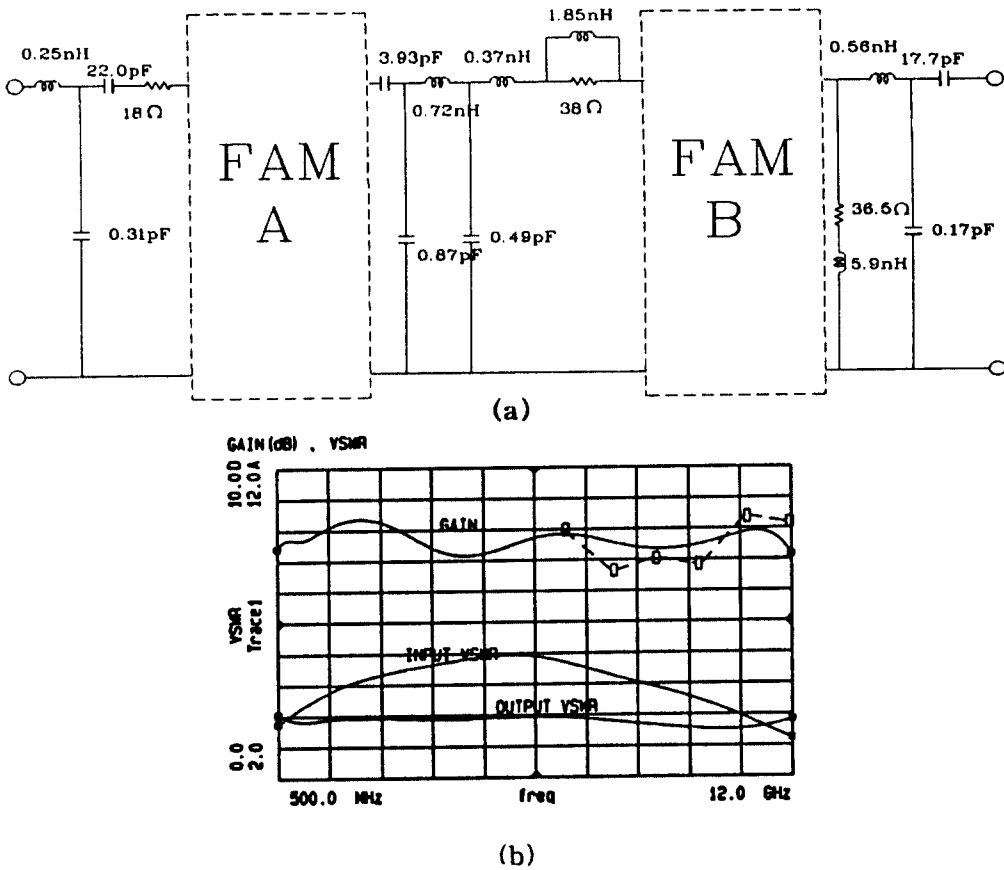 1.85nH
0.25nH
22.0pF
18Ω
3.93pF
0.37nH
0.72nH
38Ω
0.56nH
17.7pF
FAM
A
FAM
B
0.31pF
0.87pF
0.49pF
36.5Ω
5.9nH
0.17pF
(a)
GAIN(dB) , VSWR
10.0D
12.0A
GAIN
VSWR
Trace1
INPUT VSWR
OUTPUT VSWR
0.0
2.0
500.0 MHz
freq
12.0 GHz
(b)